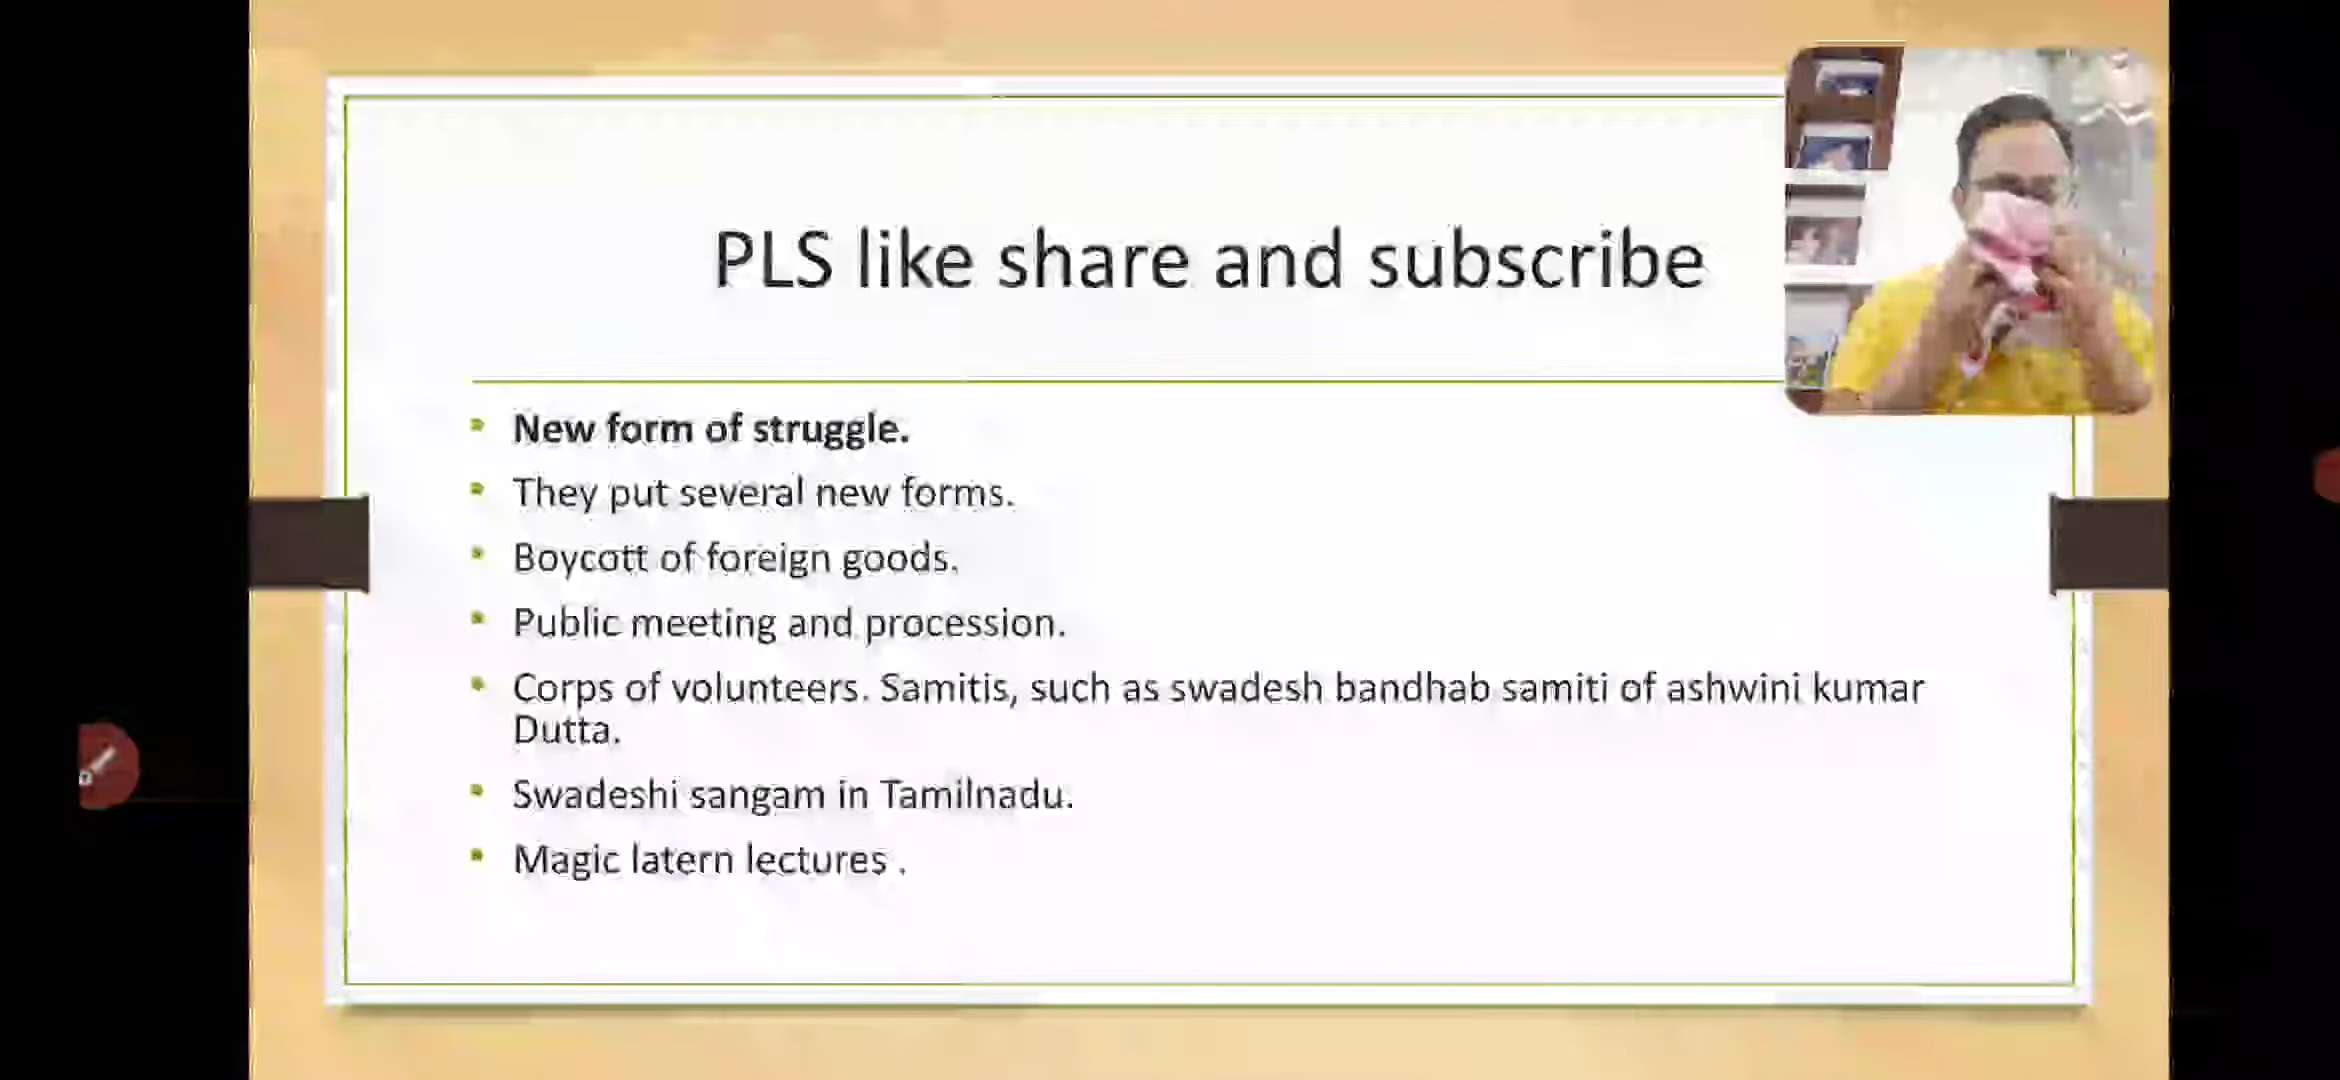 PLS like share and subscribe
New form of struggle.
They put several new forms.
Boycott of foreign goods.
Public meeting and procession.
Corps of volunteers. Samitis, such as swadesh bandhab samiti of ashwini kumar
Dutta.
Swadeshi sangam in Tamilnadu.
Magic latern lectures .